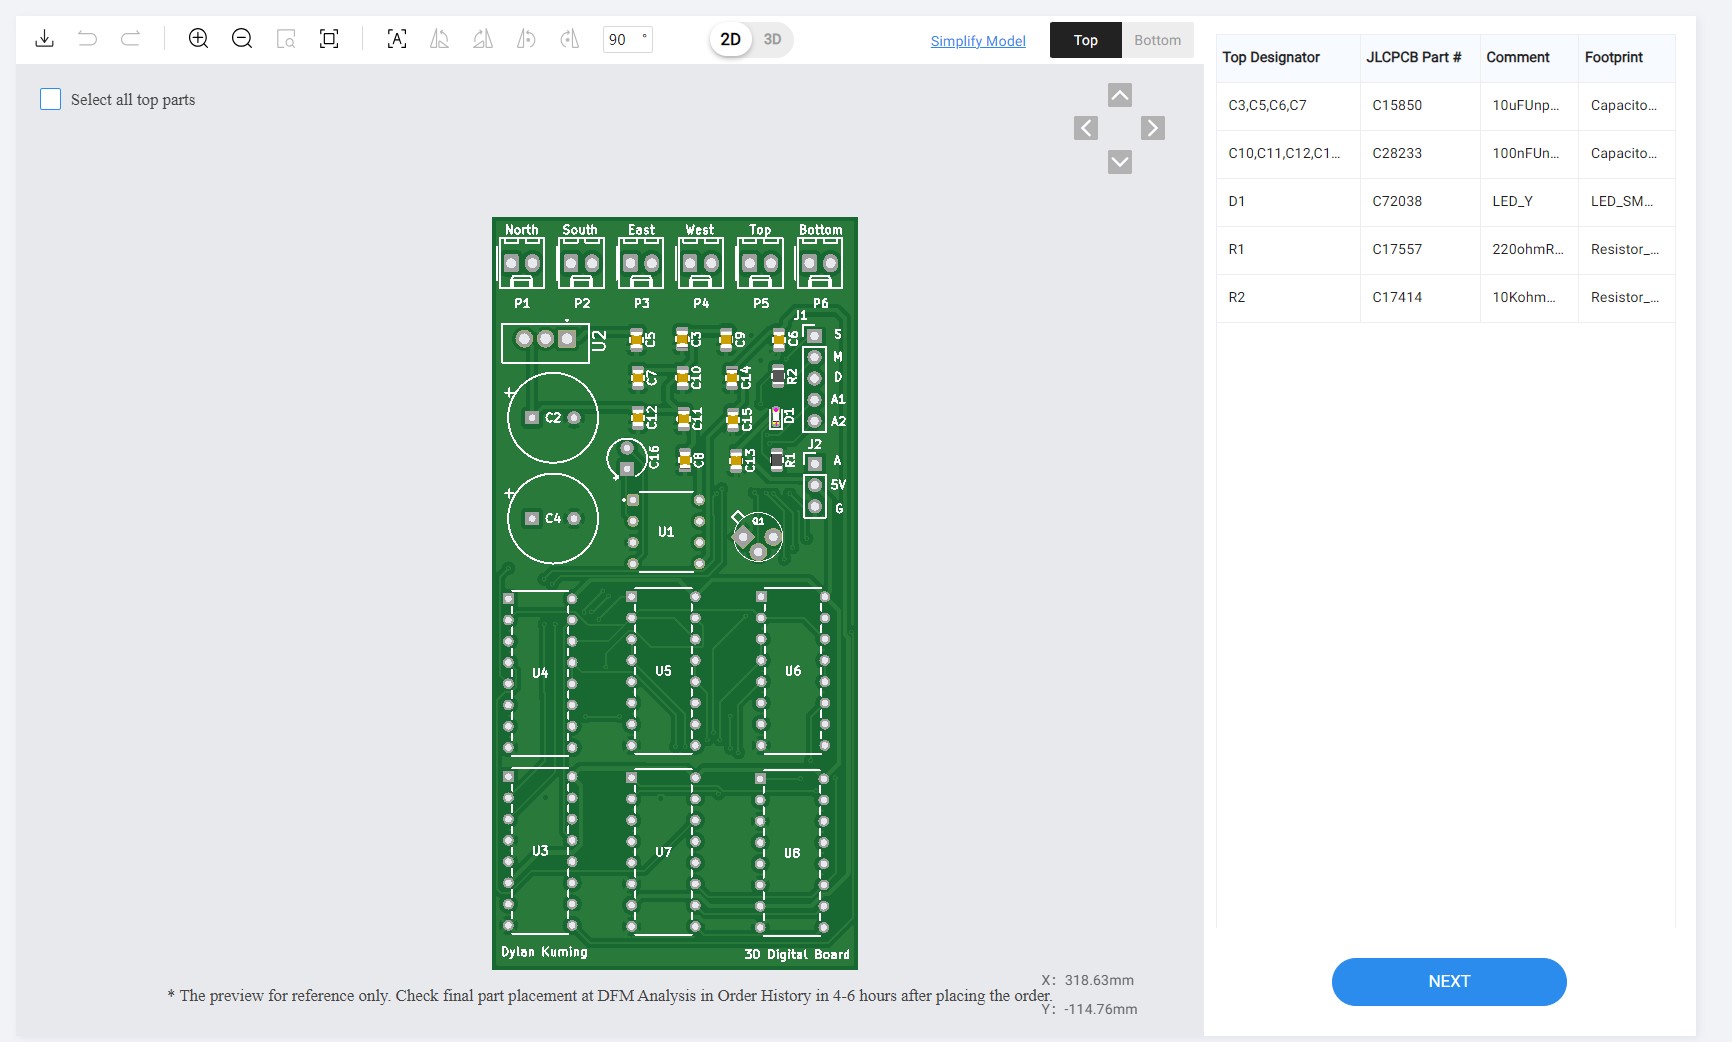 90 °
2D 3D
Simplify Model
Top Bottom
Select all top parts
Top Designator JLCPCB Part # Comment Footprint
C3,C5,C6,C7 C15850 10uFUnp... Capacito...
C10,C11,C12,C1... C28233 100nFUn... Capacito...
D1 C72038 LED_Y LED_SM...
R1 C17557 220ohmR... Resistor_...
R2 C17414 10Kohm... Resistor_...
North South East West Top Bottom
P1 P2 P3 P4 P5 P6
J1
U2 C5 C3 C9 C6 S
M
C7 C10 C14 R2 D
A1
C2 C12 C11 C15 D1 A2
J2
C16 C8 C13 R1 A
5V
G
C4 U1 Q1
U4 U5 U6
U3 U7 U8
Dylan Kuming 3D Digital Board
* The preview for reference only. Check final part placement at DFM Analysis in Order History in 4-6 hours after placing the order.
X: 318.63mm
Y: -114.76mm
NEXT